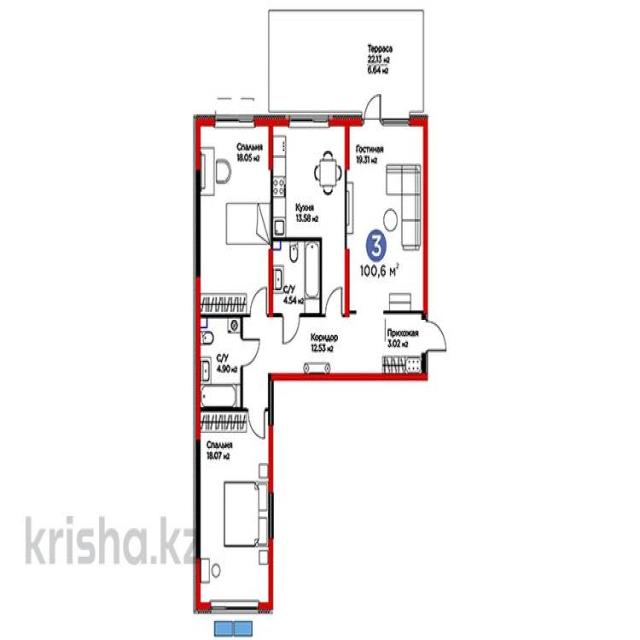 Терраса
22.13 м2
6.64 м2
Спальня
18.05 м2
Гостиная
19.31 м2
Кухня
13.58 м2
3
100,6 м²
С/У
4.54 м2
Коридор
12.53 м2
Прихожая
3.02 м2
С/У
4.90 м2
Спальня
18.07 м2
krisha.kz